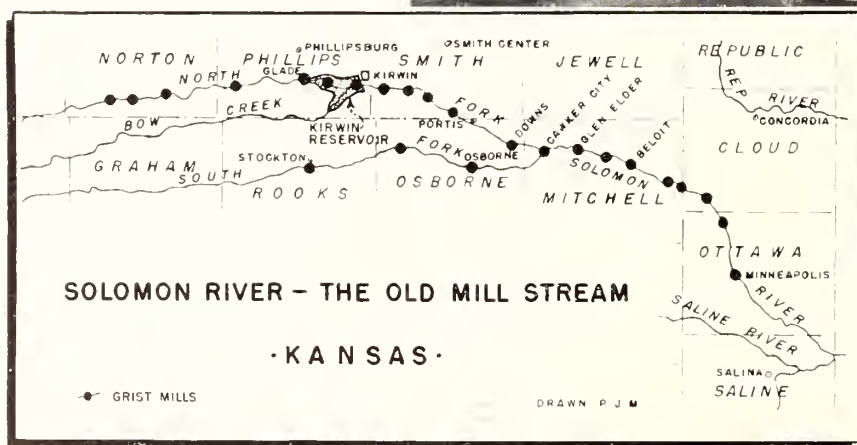 NORTON PHILLIPS PHILLIPSBURG SMITH SMITH CENTER JEWELL REPUBLIC
GLADE KIRWIN
NORTH FORK
BOW CREEK
KIRWIN
RESERVOIR
PORTIS
DOWNS
CAWKER CITY
GLEN ELDER
BELOIT
REP RIVER
CONCORDIA
CLOUD
GRAHAM
SOUTH FORK
STOCKTON
ROOKS
OSBORNE
OSBORNE
SOLOMON
MITCHELL
OTTAWA
MINNEAPOLIS
RIVER
SALINE RIVER
SALINA
SALINE
SOLOMON RIVER – THE OLD MILL STREAM
·KANSAS·
GRIST MILLS
DRAWN P J M